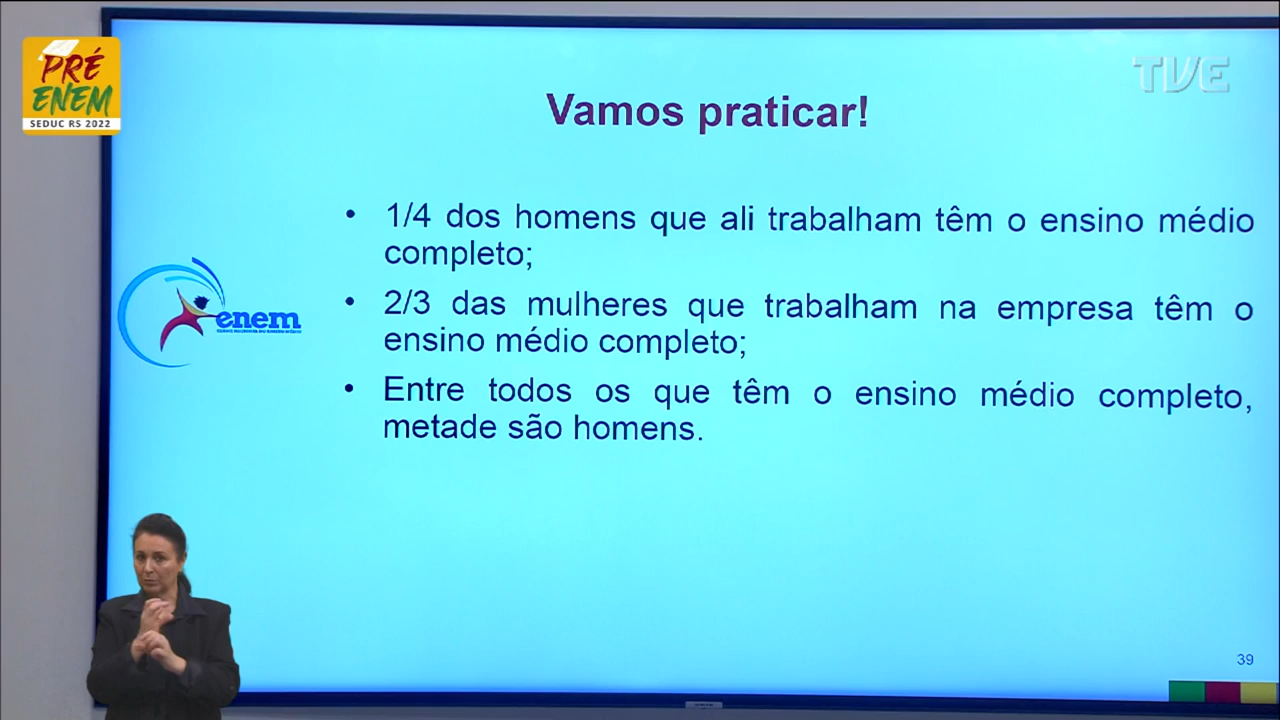 PRÉ
ENEM
SEDUC RS 2022
TVE
Vamos praticar!
• 1/4 dos homens que ali trabalham têm o ensino médio
completo;
• 2/3 das mulheres que trabalham na empresa têm o
ensino médio completo;
• Entre todos os que têm o ensino médio completo,
metade são homens.
enem
39